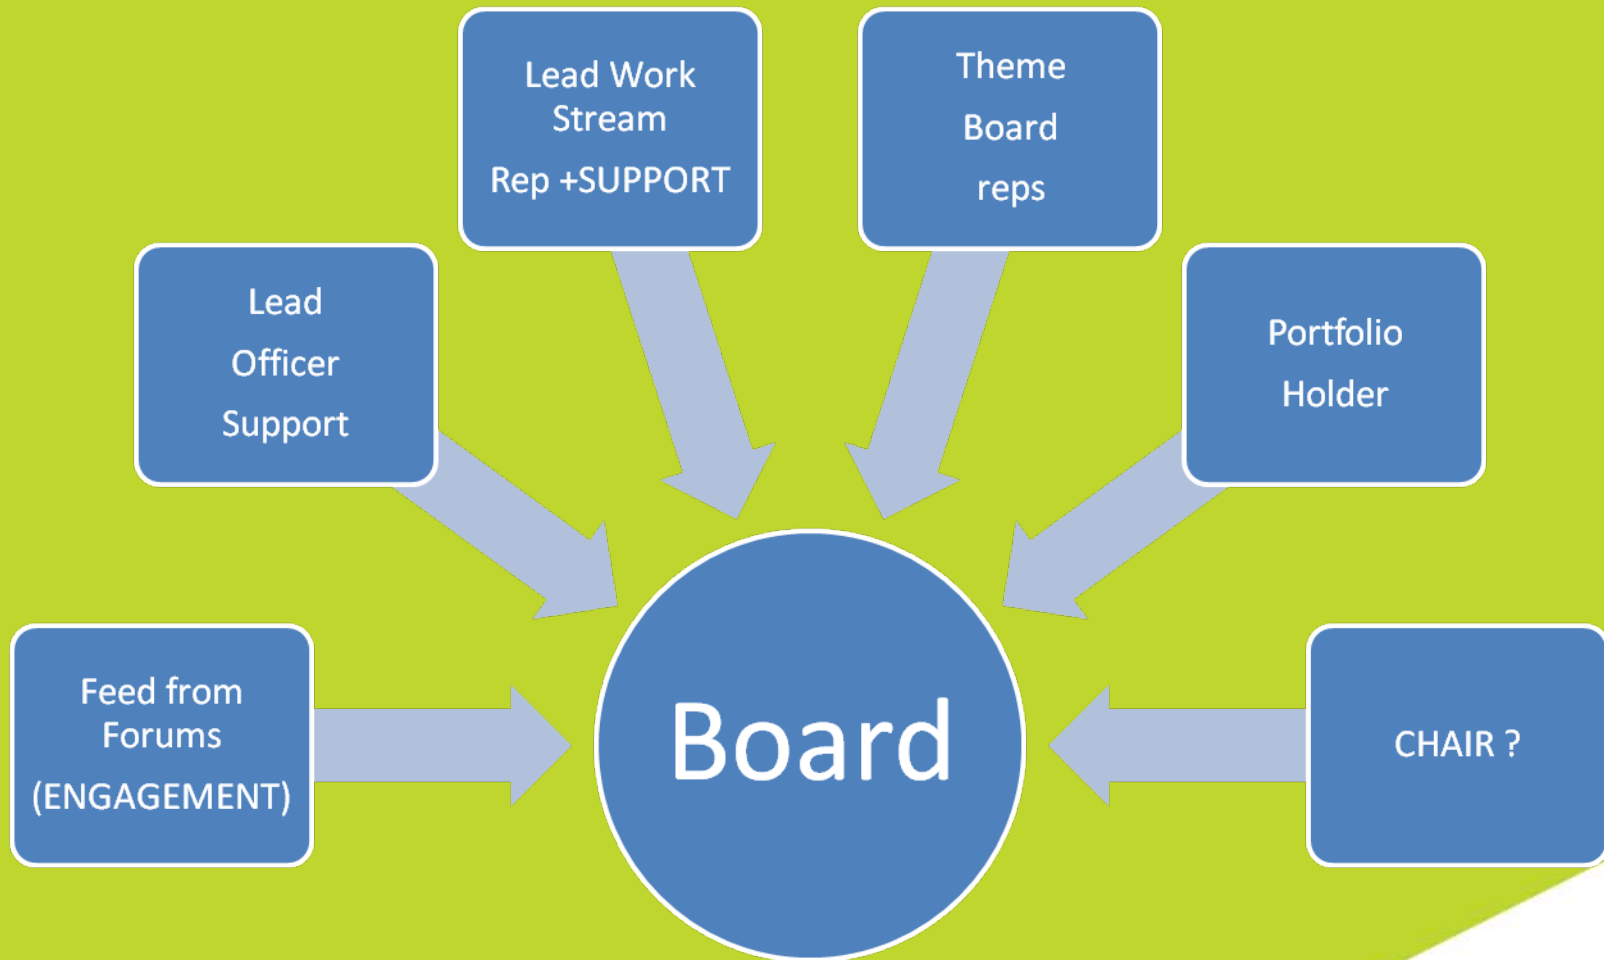 Lead Work
Stream
Rep +SUPPORT
Theme
Board
reps
Lead
Officer
Support
Portfolio
Holder
Feed from
Forums
(ENGAGEMENT)
Board
CHAIR ?